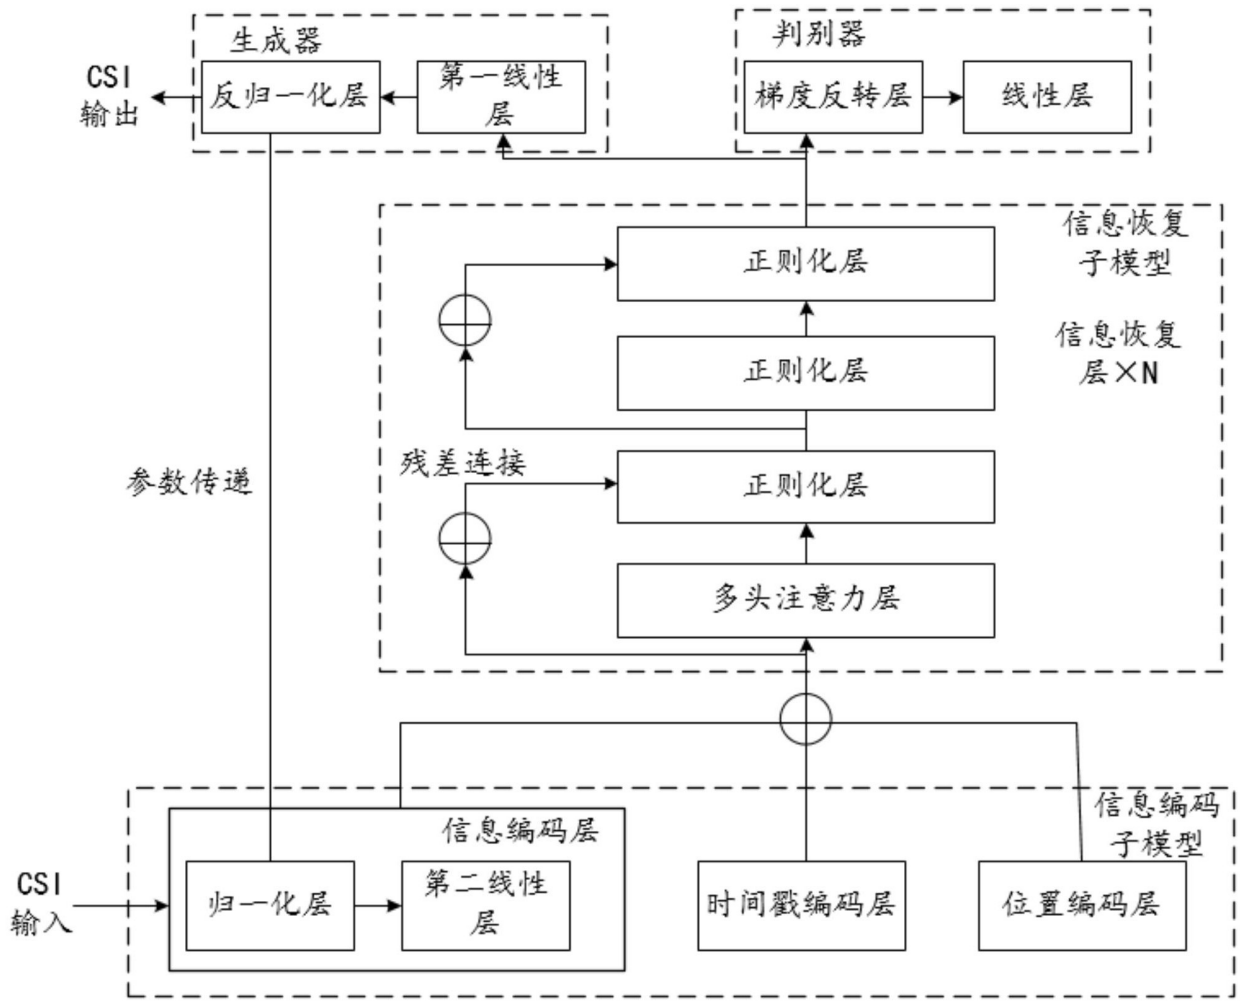 生成器
判别器
CSI
输出
反归一化层
第一线性
层
梯度反转层
线性层
信息恢复
子模型
正则化层
信息恢复
层×N
正则化层
残差连接
正则化层
参数传递
多头注意力层
信息编码
子模型
信息编码层
CSI
输入
归一化层
第二线性
层
时间戳编码层
位置编码层